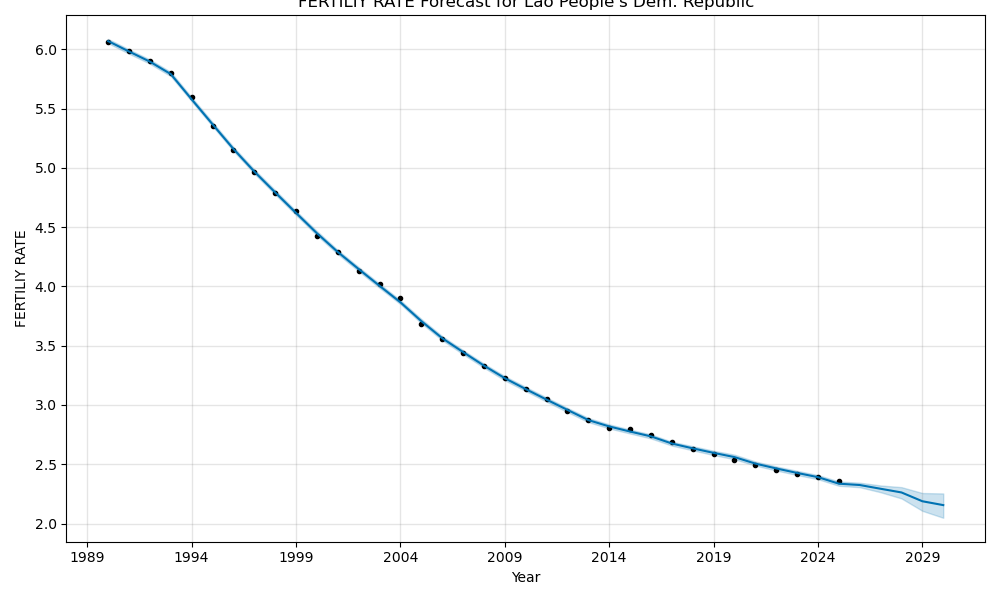 FERTILIY RATE Forecast for Lao People's Dem. Republic
6.0
5.5
5.0
4.5
4.0
3.5
3.0
2.5
2.0
FERTILIY RATE
1989 1994 1999 2004 2009 2014 2019 2024 2029
Year